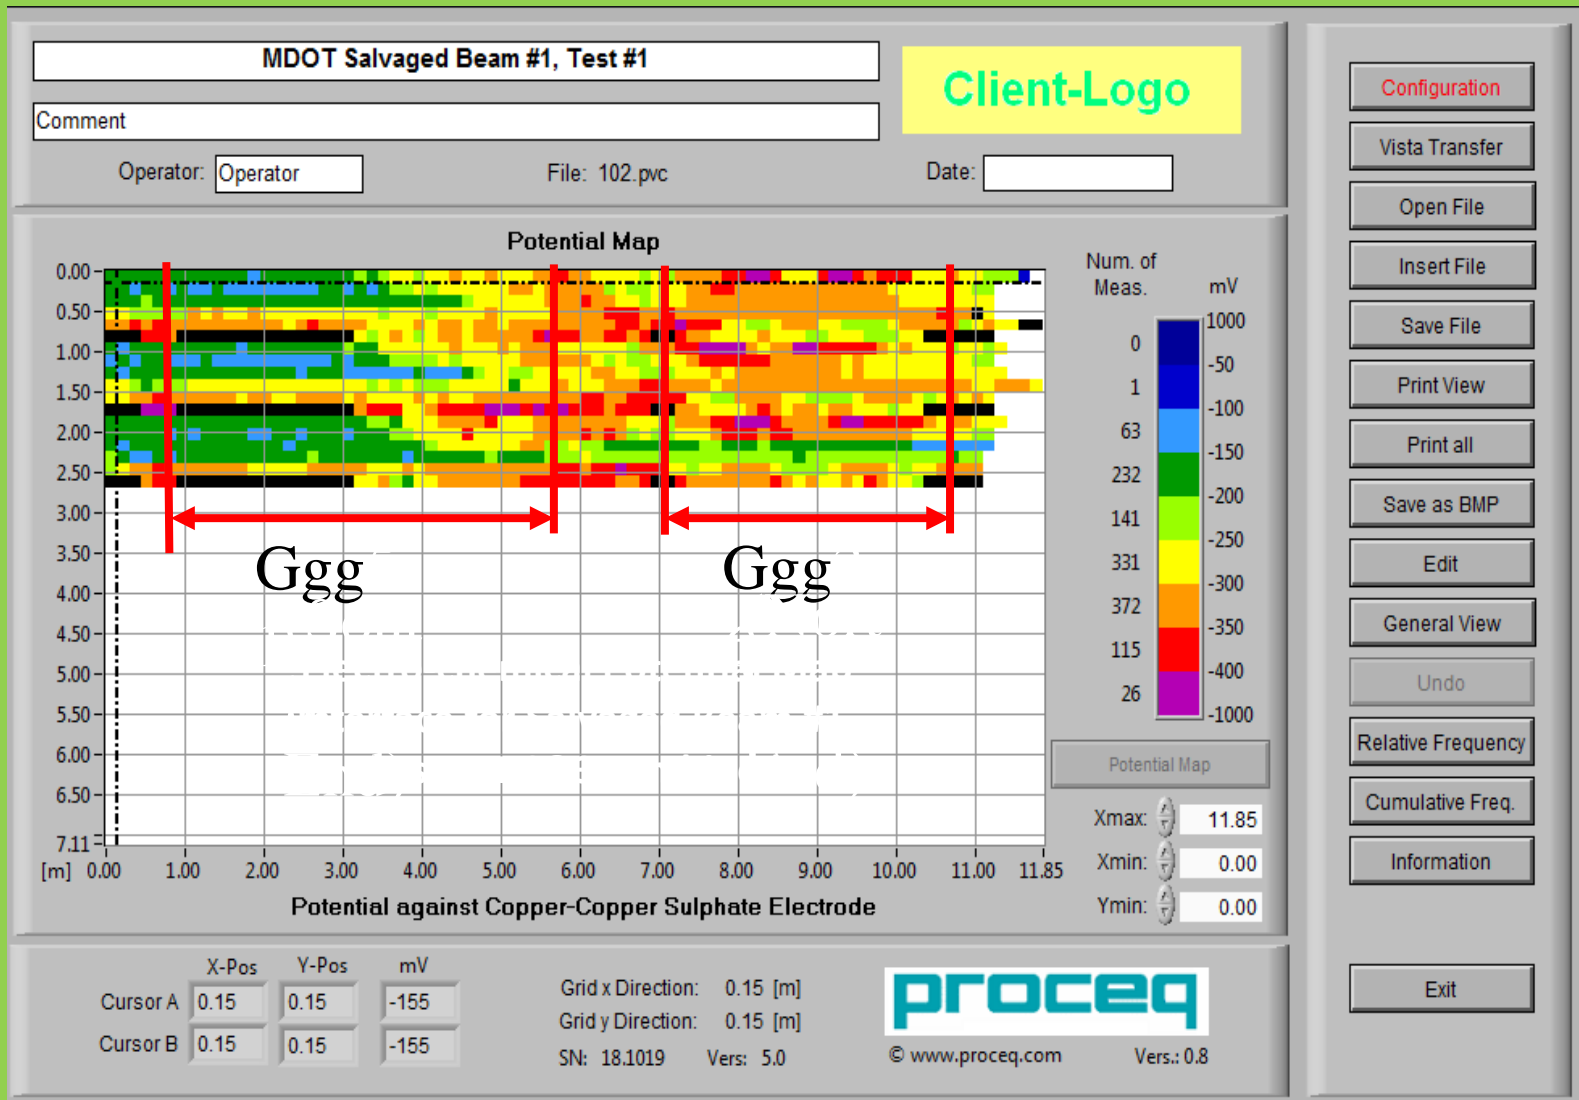 MDOT Salvaged Beam #1, Test #1
Client-Logo
Comment
Operator: Operator File: 102.pvc Date:
Configuration
Vista Transfer
Open File
Insert File
Save File
Print View
Print all
Save as BMP
Edit
General View
Undo
Relative Frequency
Cumulative Freq.
Information
Exit
Potential Map
Num. of
Meas. mV
0.00
0.50
1.00
1.50
2.00
2.50
3.00
3.50
4.00
4.50
5.00
5.50
6.00
6.50
7.11
Ggg Ggg
[m] 0.00 1.00 2.00 3.00 4.00 5.00 6.00 7.00 8.00 9.00 10.00 11.00 11.85
Potential against Copper-Copper Sulphate Electrode
1000
0
-50
1
-100
63
-150
232
-200
141
-250
331
-300
372
-350
115
-400
26
-1000
Potential Map
Xmax: 11.85
Xmin: 0.00
Ymin: 0.00
X-Pos Y-Pos mV
Cursor A 0.15 0.15 -155
Cursor B 0.15 0.15 -155
Grid x Direction: 0.15 [m]
Grid y Direction: 0.15 [m]
SN: 18.1019 Vers: 5.0
proceq
© www.proceq.com Vers.: 0.8